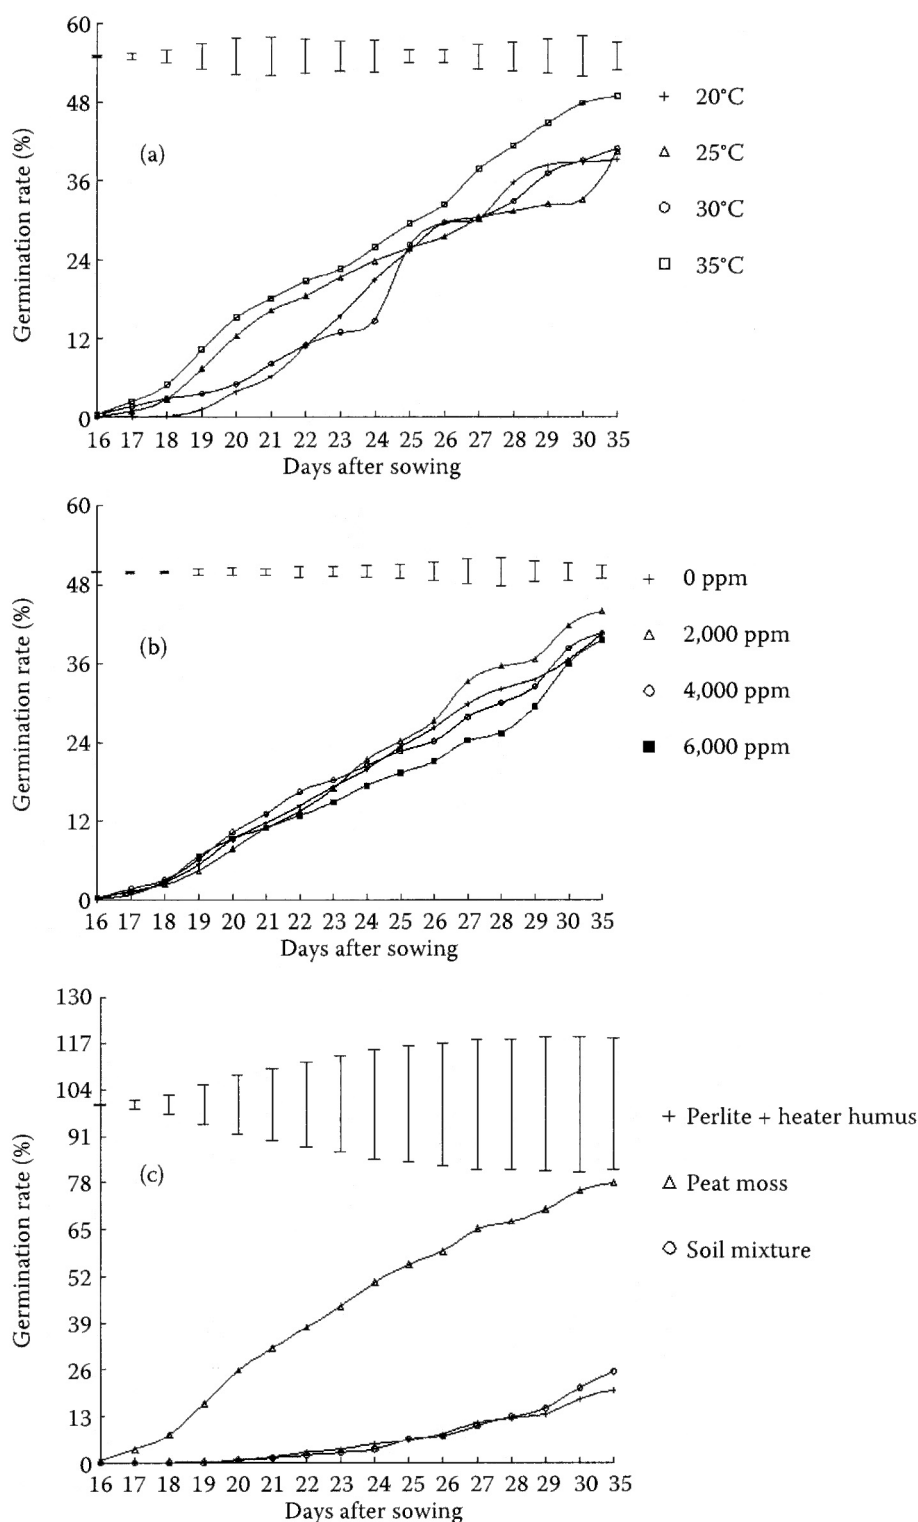 60
48
36
24
12
0
Germination rate (%)
(a)
16 17 18 19 20 21 22 23 24 25 26 27 28 29 30 35
Days after sowing
20°C
25°C
30°C
35°C
60
48
36
24
12
0
Germination rate (%)
(b)
16 17 18 19 20 21 22 23 24 25 26 27 28 29 30 35
Days after sowing
0 ppm
2,000 ppm
4,000 ppm
6,000 ppm
130
117
104
91
78
65
52
39
26
13
0
Germination rate (%)
(c)
16 17 18 19 20 21 22 23 24 25 26 27 28 29 30 35
Days after sowing
Perlite + heater humus
Peat moss
Soil mixture